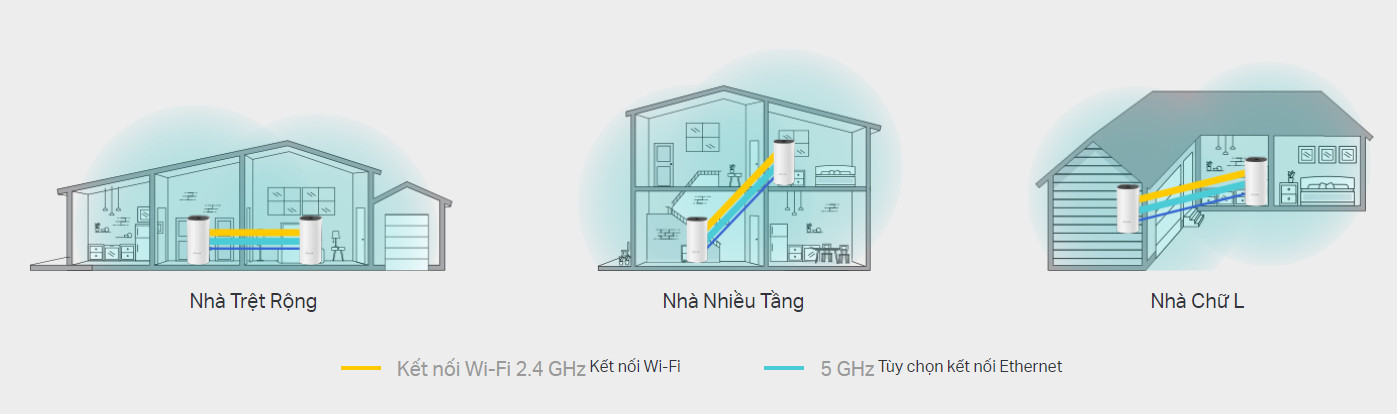 Nhà Trệt Rộng
Nhà Nhiều Tầng
Nhà Chữ L
Kết nối Wi-Fi 2.4 GHz Kết nối Wi-Fi
5 GHz Tùy chọn kết nối Ethernet